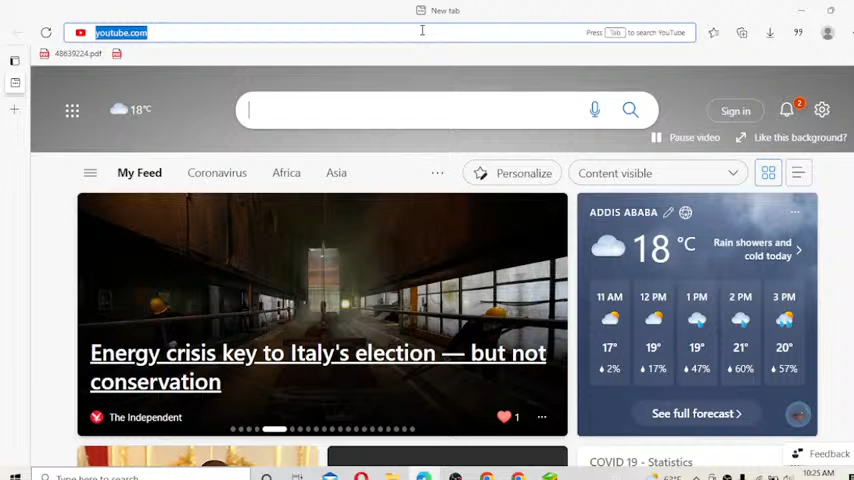 New tab
youtube.com
Press Tab to search YouTube
99
48639224.pdf
18°C
Sign in
2
Pause video
Like this background?
My Feed
Coronavirus
Africa
Asia
...
Personalize
Content visible
ADDIS ABABA
...
18 °C
Rain showers and
cold today
11 AM 12 PM 1 PM 2 PM 3 PM
17° 19° 19° 21° 20°
2% 17% 47% 60% 57%
See full forecast
Energy crisis key to Italy's election — but not
conservation
The Independent
1
...
COVID 19 - Statistics
Feedback
Type here to search
63°F
10:25 AM